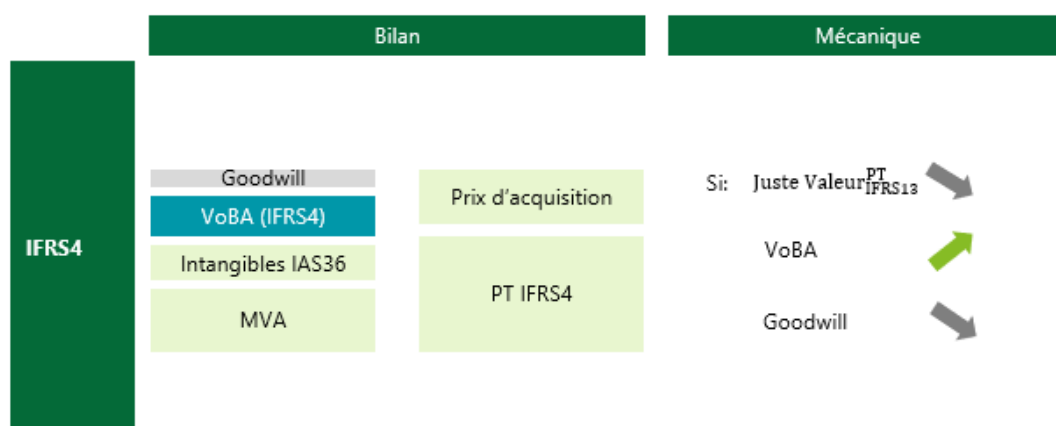 Bilan
Mécanique
IFRS4
Goodwill
VoBA (IFRS4)
Intangibles IAS36
MVA
Prix d'acquisition
PT IFRS4
Si: Juste Valeur PT IFRS13
VoBA
Goodwill